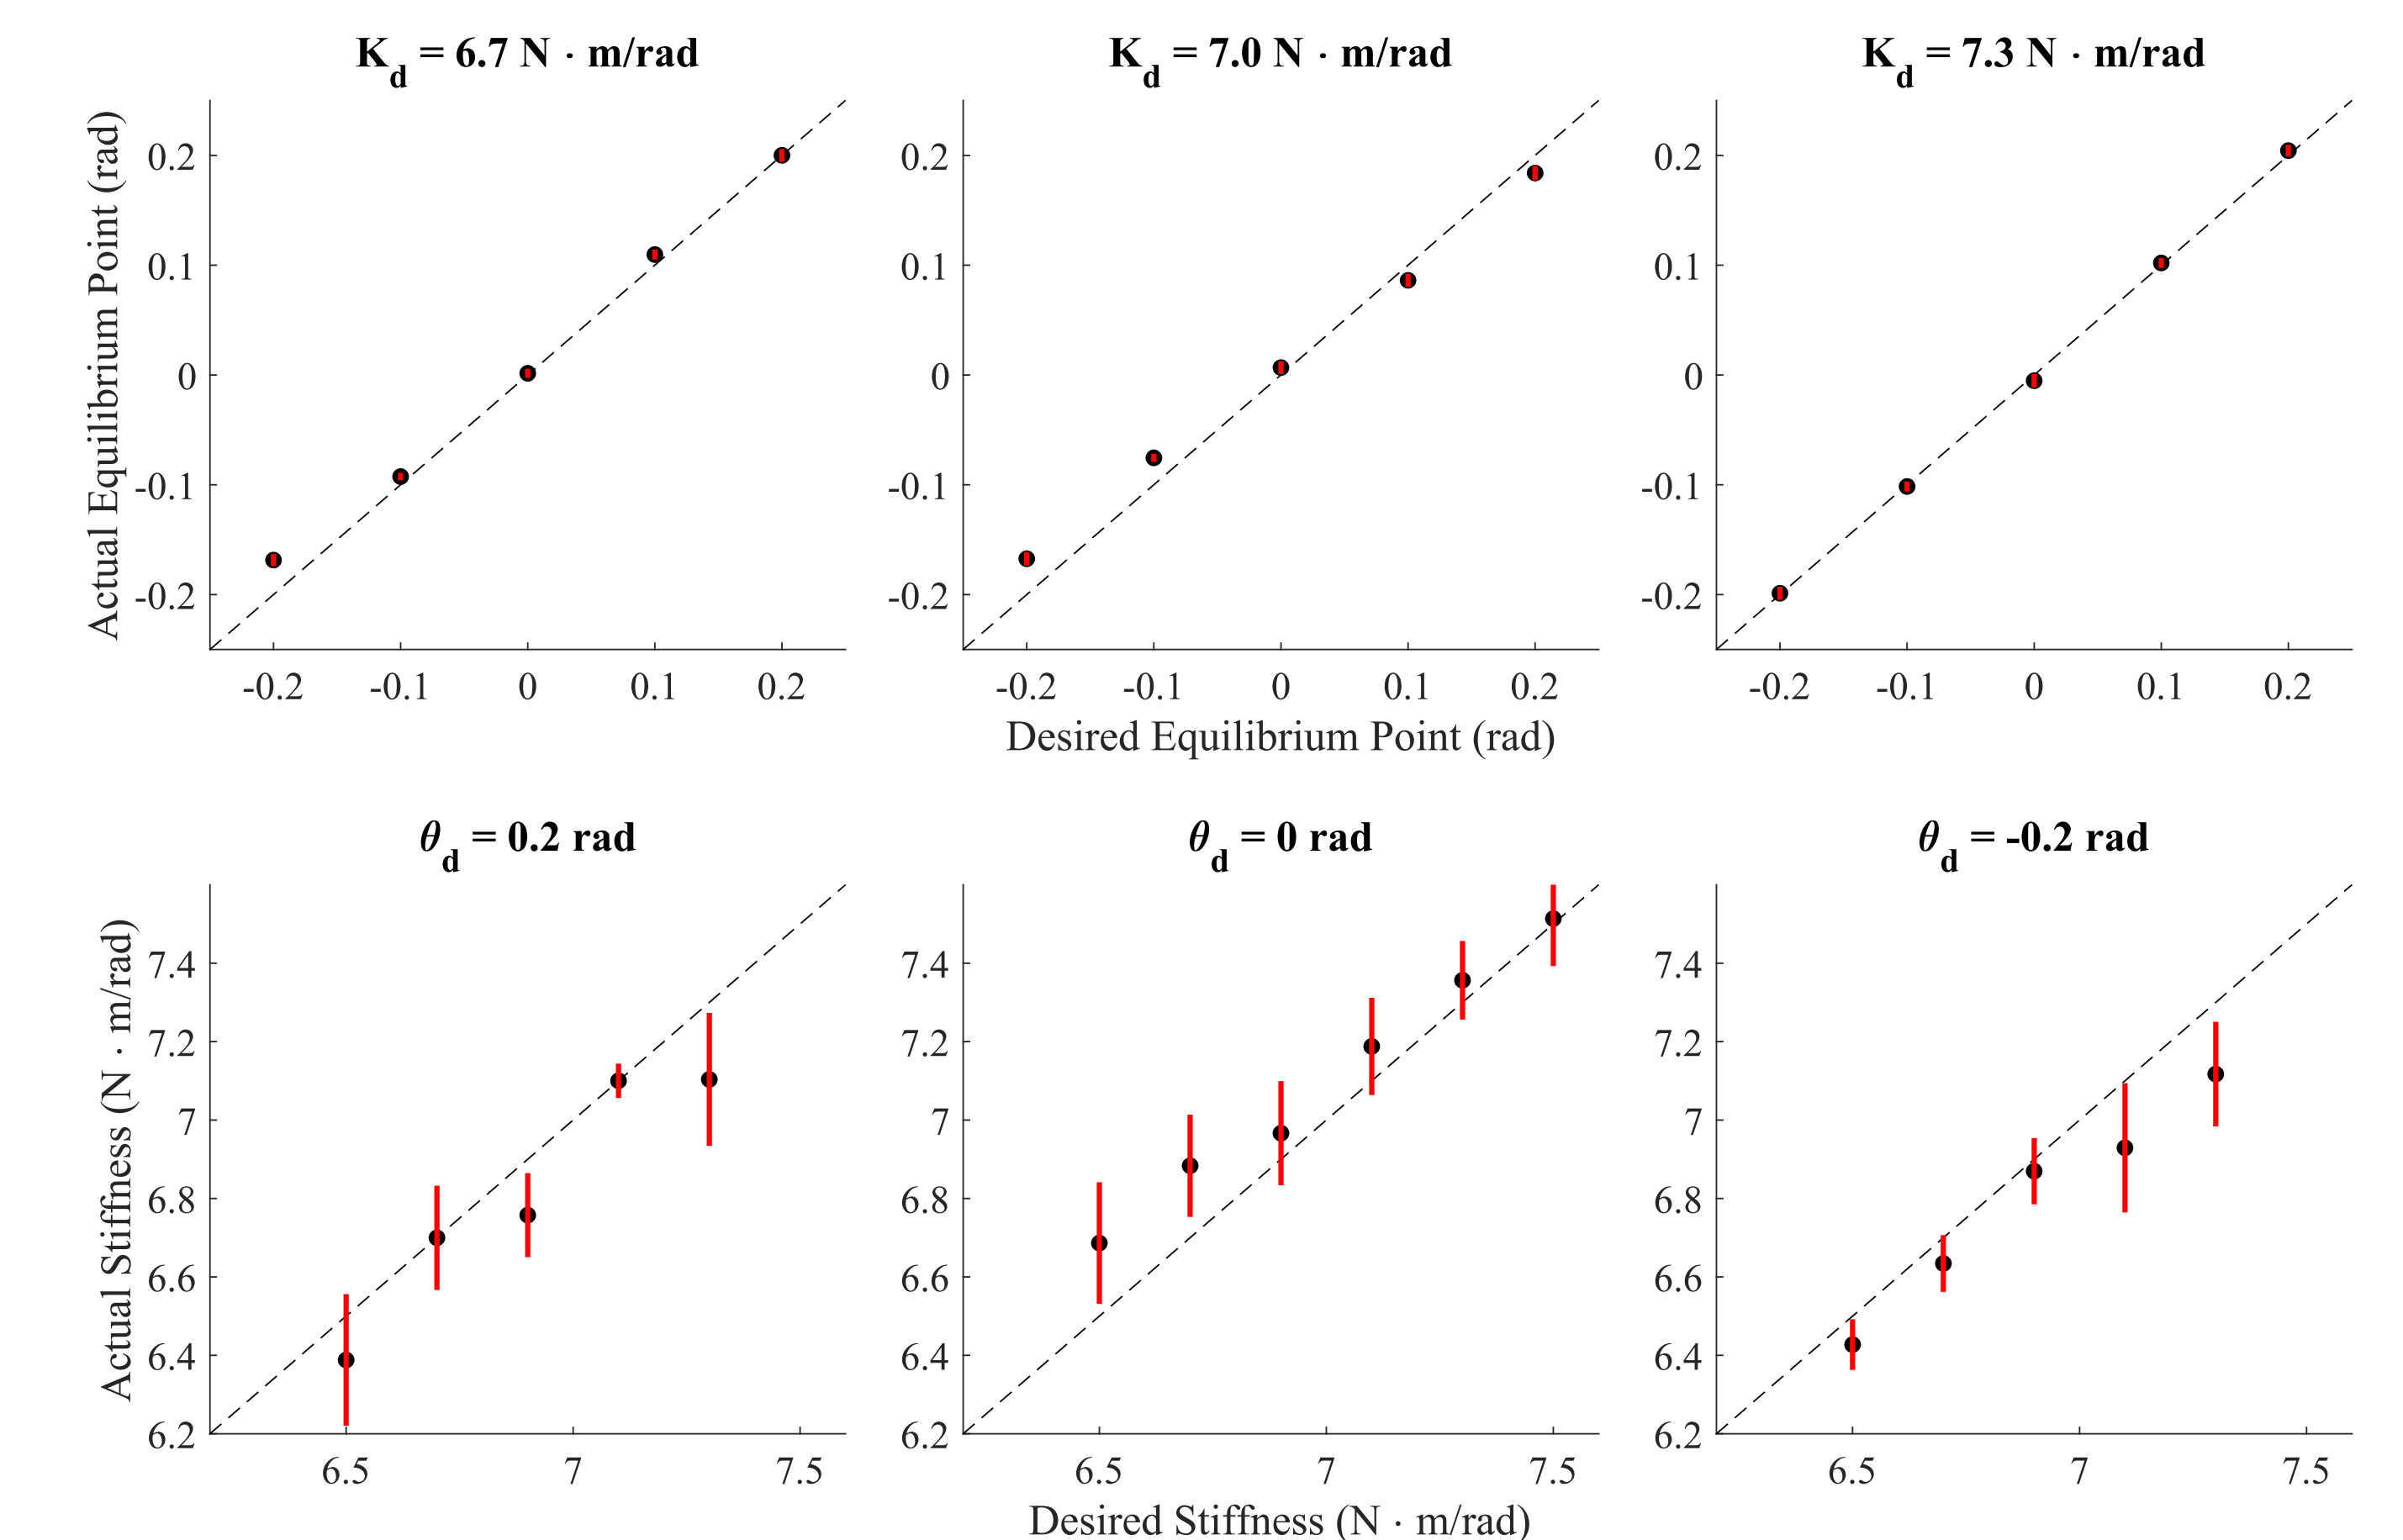 K_d = 6.7 N · m/rad
K_d = 7.0 N · m/rad
K_d = 7.3 N · m/rad
Actual Equilibrium Point (rad)
0.2
0.1
0
-0.1
-0.2
-0.2 -0.1 0 0.1 0.2
0.2
0.1
0
-0.1
-0.2
-0.2 -0.1 0 0.1 0.2
0.2
0.1
0
-0.1
-0.2
-0.2 -0.1 0 0.1 0.2
Desired Equilibrium Point (rad)
θ_d = 0.2 rad
θ_d = 0 rad
θ_d = -0.2 rad
Actual Stiffness (N · m/rad)
7.4
7.2
7
6.8
6.6
6.4
6.2
6.5 7 7.5
7.4
7.2
7
6.8
6.6
6.4
6.2
6.5 7 7.5
7.4
7.2
7
6.8
6.6
6.4
6.2
6.5 7 7.5
Desired Stiffness (N · m/rad)